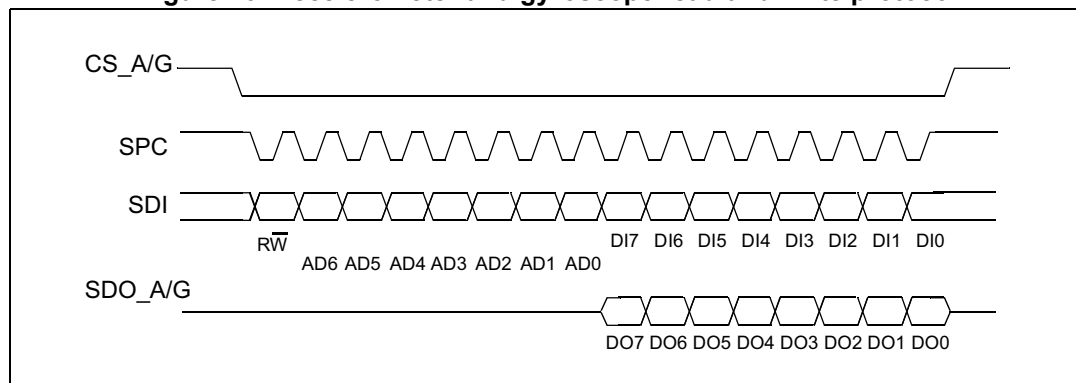 CS_A/G
SPC
SDI
RW̅
DI7 DI6 DI5 DI4 DI3 DI2 DI1 DI0
AD6 AD5 AD4 AD3 AD2 AD1 AD0
SDO_A/G
DO7 DO6 DO5 DO4 DO3 DO2 DO1 DO0